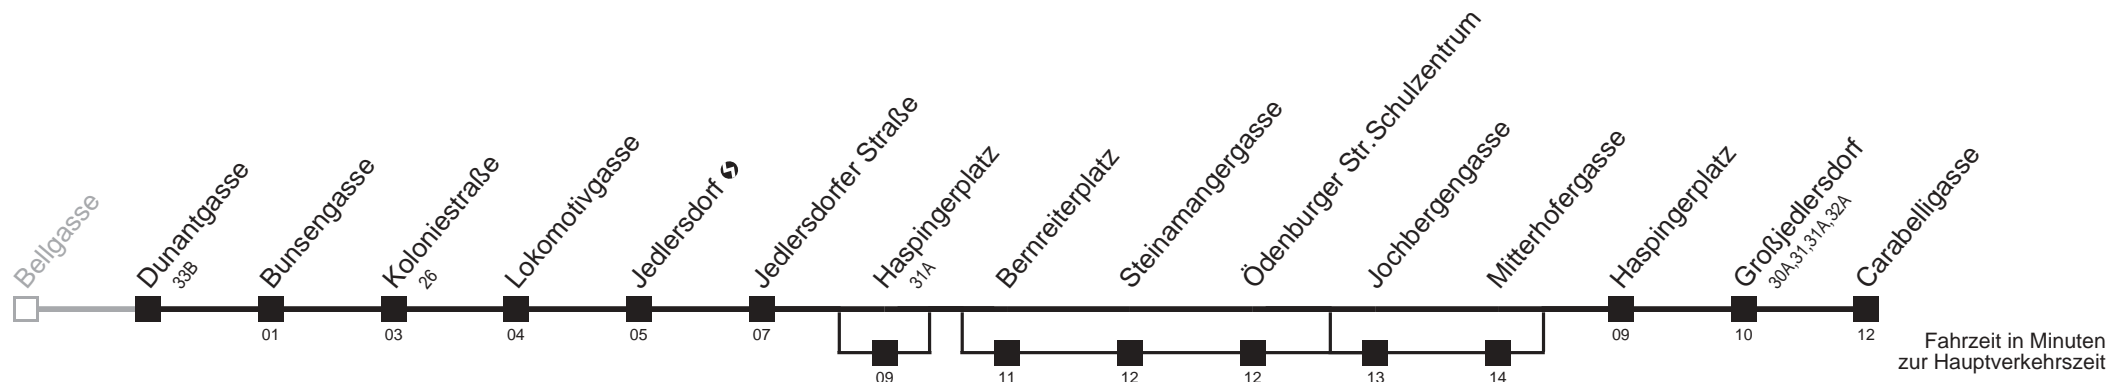 Bellgasse
Dunantgasse
33B
Bunsengasse
Koloniestraße
26
Lokomotivgasse
Jedlersdorf
Jedlersdorfer Straße
Haspingerplatz
31A
Bernreiterplatz
Steinamangergasse
Ödenburger Str.Schulzentrum
Jochbergengasse
Mitterhofergasse
Haspingerplatz
Großjedlersdorf
30A,31,31A,32A
Carabelligasse
01
03
04
05
07
09
10
12
09
11
12
12
13
14
Fahrzeit in Minuten
zur Hauptverkehrszeit